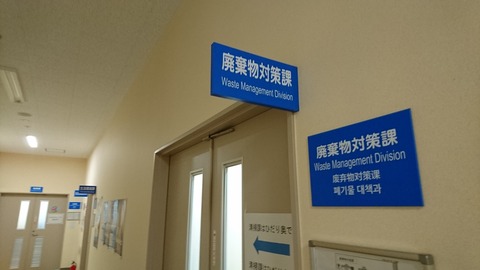 廃棄物対策課
Waste Management Division
廃棄物対策課
Waste Management Division
废弃物对策课
폐기물 대책과